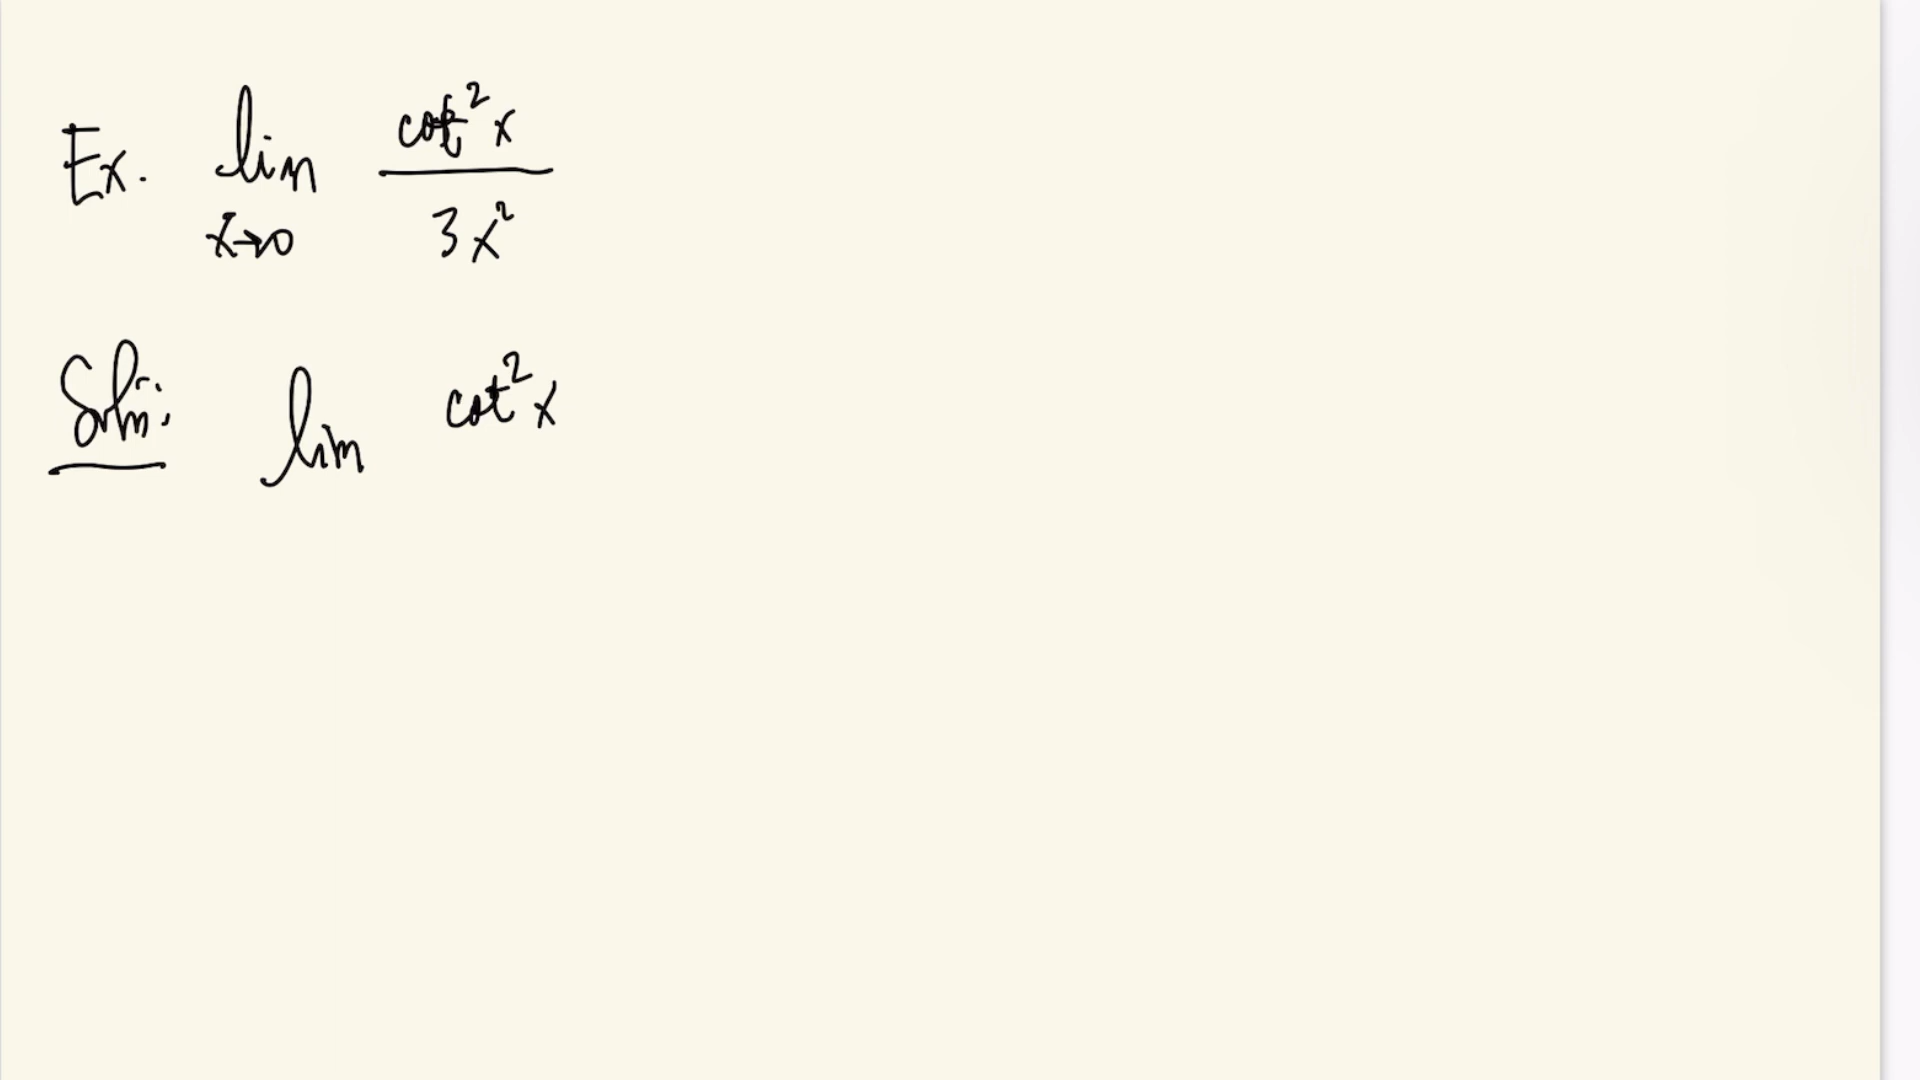 Ex. lim x→0 cot²x / 3x²
Soln: lim cot²x